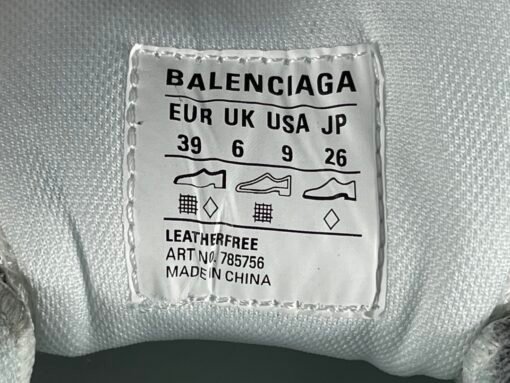 BALENCIAGA
EUR UK USA JP
39 6 9 26
LEATHERFREE
ART NO. 785756
MADE IN CHINA